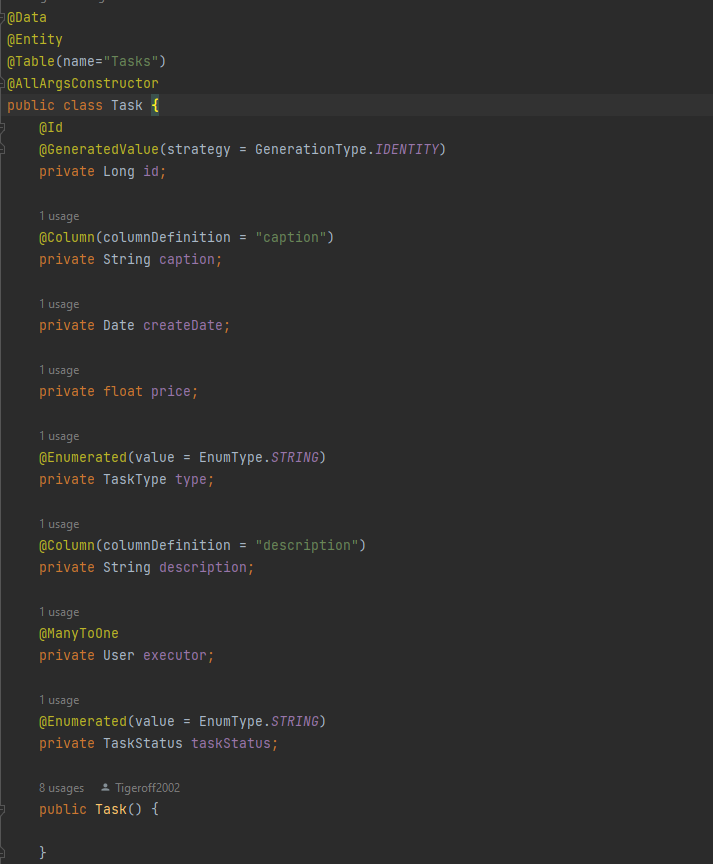 @Data
@Entity
@Table(name="Tasks")
@AllArgsConstructor
public class Task {
@Id
@GeneratedValue(strategy = GenerationType.IDENTITY)
private Long id;
1 usage
@Column(columnDefinition = "caption")
private String caption;
1 usage
private Date createDate;
1 usage
private float price;
1 usage
@Enumerated(value = EnumType.STRING)
private TaskType type;
1 usage
@Column(columnDefinition = "description")
private String description;
1 usage
@ManyToOne
private User executor;
1 usage
@Enumerated(value = EnumType.STRING)
private TaskStatus taskStatus;
8 usages Tigeroff2002
public Task() {
}